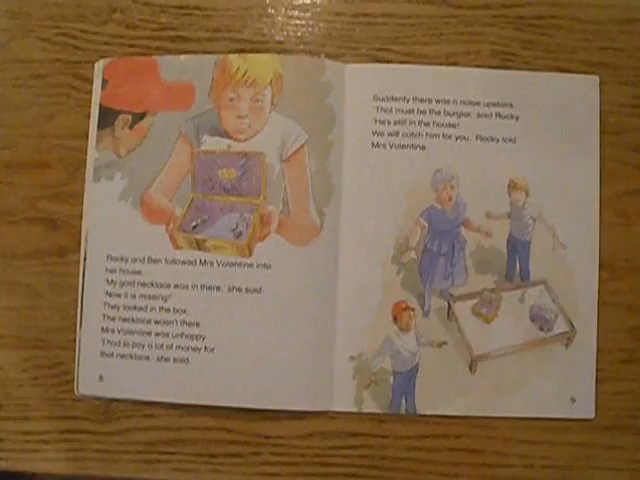 Rocky and Ben followed Mrs Valentine into
her house.
'My gold necklace was in there,' she said.
'Now it is missing!'
They looked in the box.
The necklace wasn't there.
Mrs Valentine was unhappy.
'I had to pay a lot of money for
that necklace,' she said.
8
Suddenly there was a noise upstairs.
'That must be the burglar,' said Rocky.
'He's still in the house!
We will catch him for you,' Rocky told
Mrs Valentine.
9